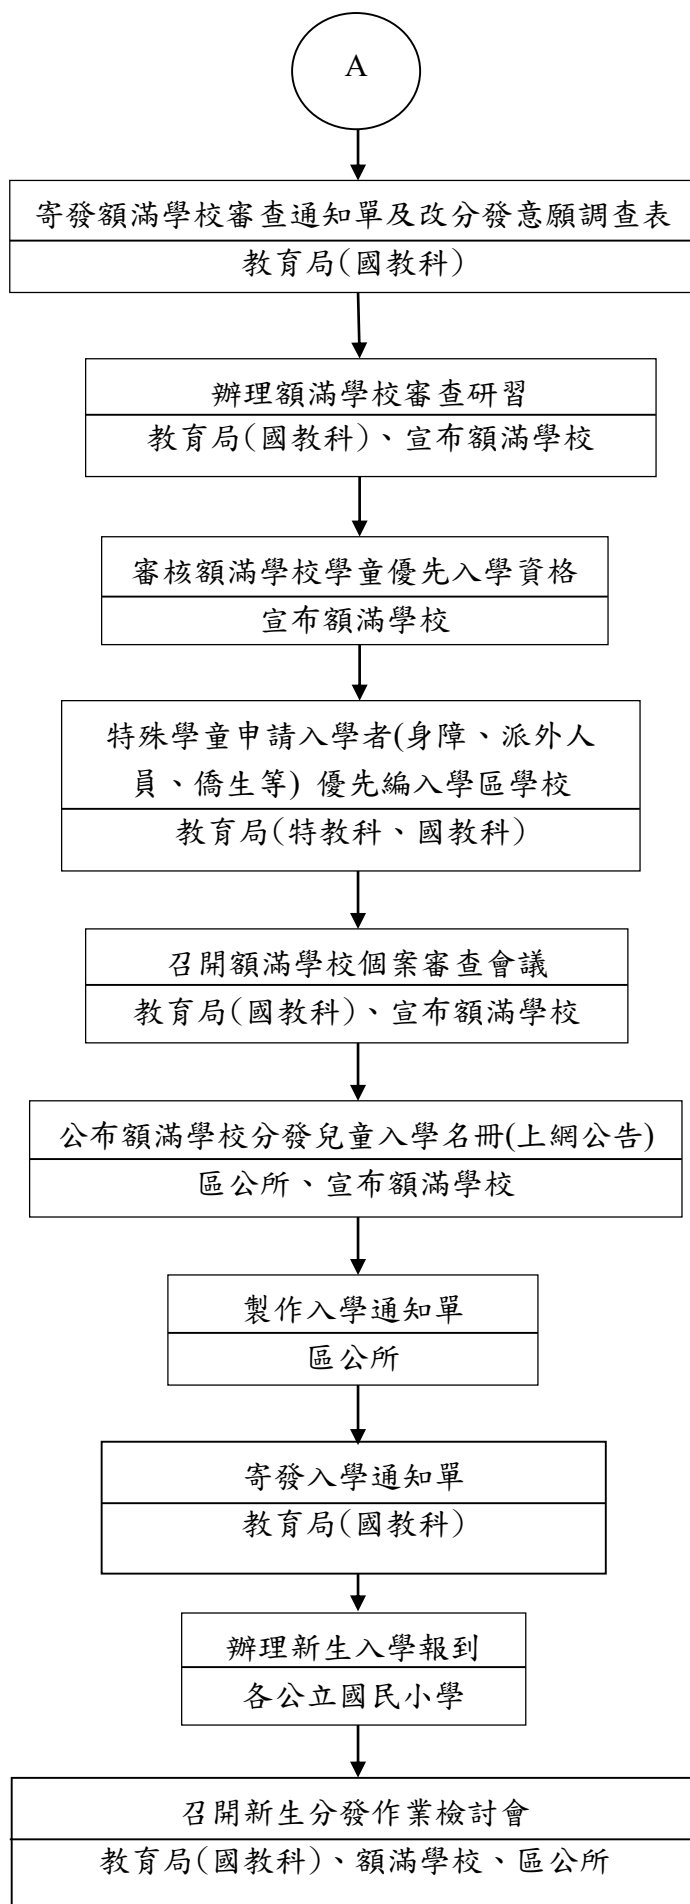 A
寄發額滿學校審查通知單及改分發意願調查表
教育局(國教科)
辦理額滿學校審查研習
教育局(國教科)、宣布額滿學校
審核額滿學校學童優先入學資格
宣布額滿學校
特殊學童申請入學者(身障、派外人
員、僑生等) 優先編入學區學校
教育局(特教科、國教科)
召開額滿學校個案審查會議
教育局(國教科)、宣布額滿學校
公布額滿學校分發兒童入學名冊(上網公告)
區公所、宣布額滿學校
製作入學通知單
區公所
寄發入學通知單
教育局(國教科)
辦理新生入學報到
各公立國民小學
召開新生分發作業檢討會
教育局(國教科)、額滿學校、區公所